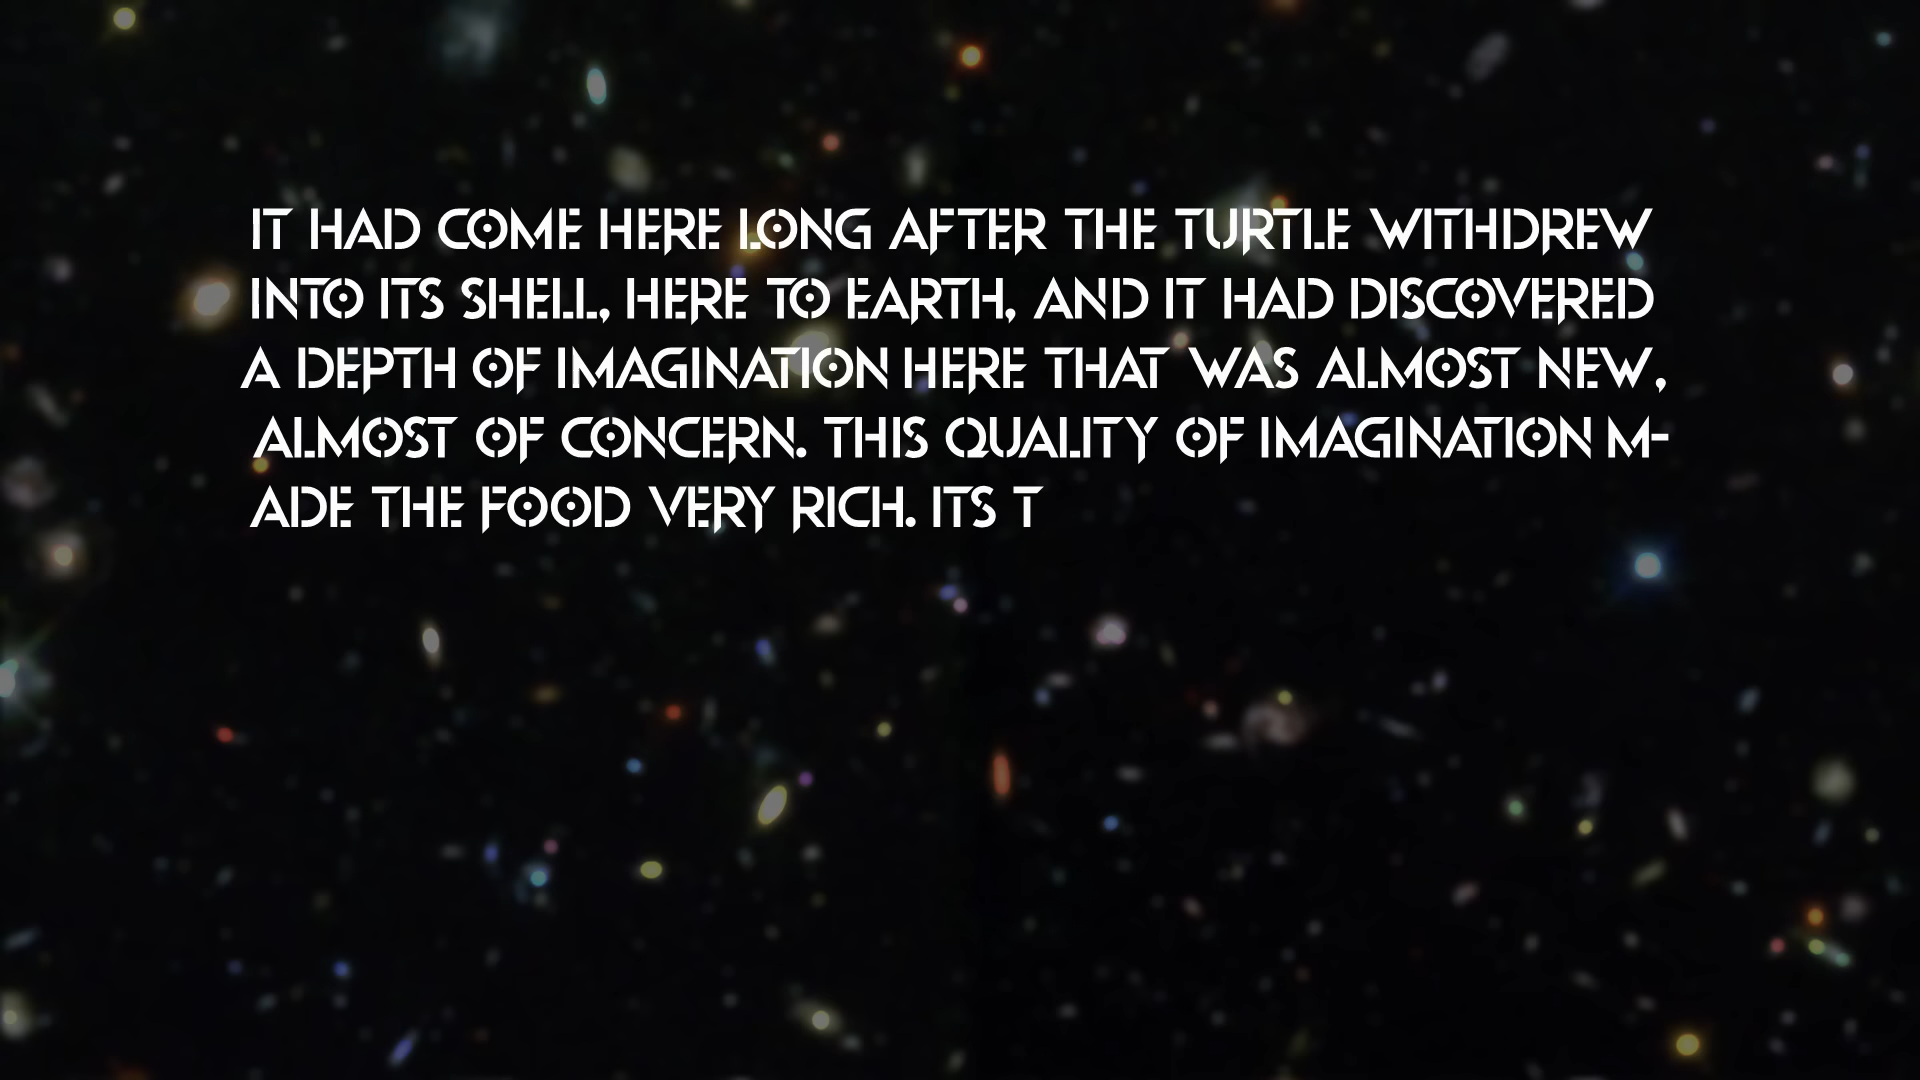 IT HAD COME HERE LONG AFTER THE TURTLE WITHDREW
INTO ITS SHELL, HERE TO EARTH, AND IT HAD DISCOVERED
A DEPTH OF IMAGINATION HERE THAT WAS ALMOST NEW,
ALMOST OF CONCERN. THIS QUALITY OF IMAGINATION M-
ADE THE FOOD VERY RICH. ITS T